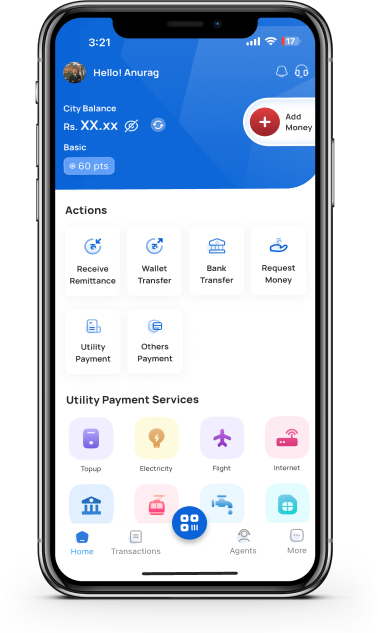 3:21
17
Hello! Anurag
City Balance
Rs. XX.xx
Add
Money
Basic
60 pts
Actions
Receive
Remittance
Wallet
Transfer
Bank
Transfer
Request
Money
Utility
Payment
Others
Payment
Utility Payment Services
Topup
Electricity
Flight
Internet
Home
Transactions
Agents
More